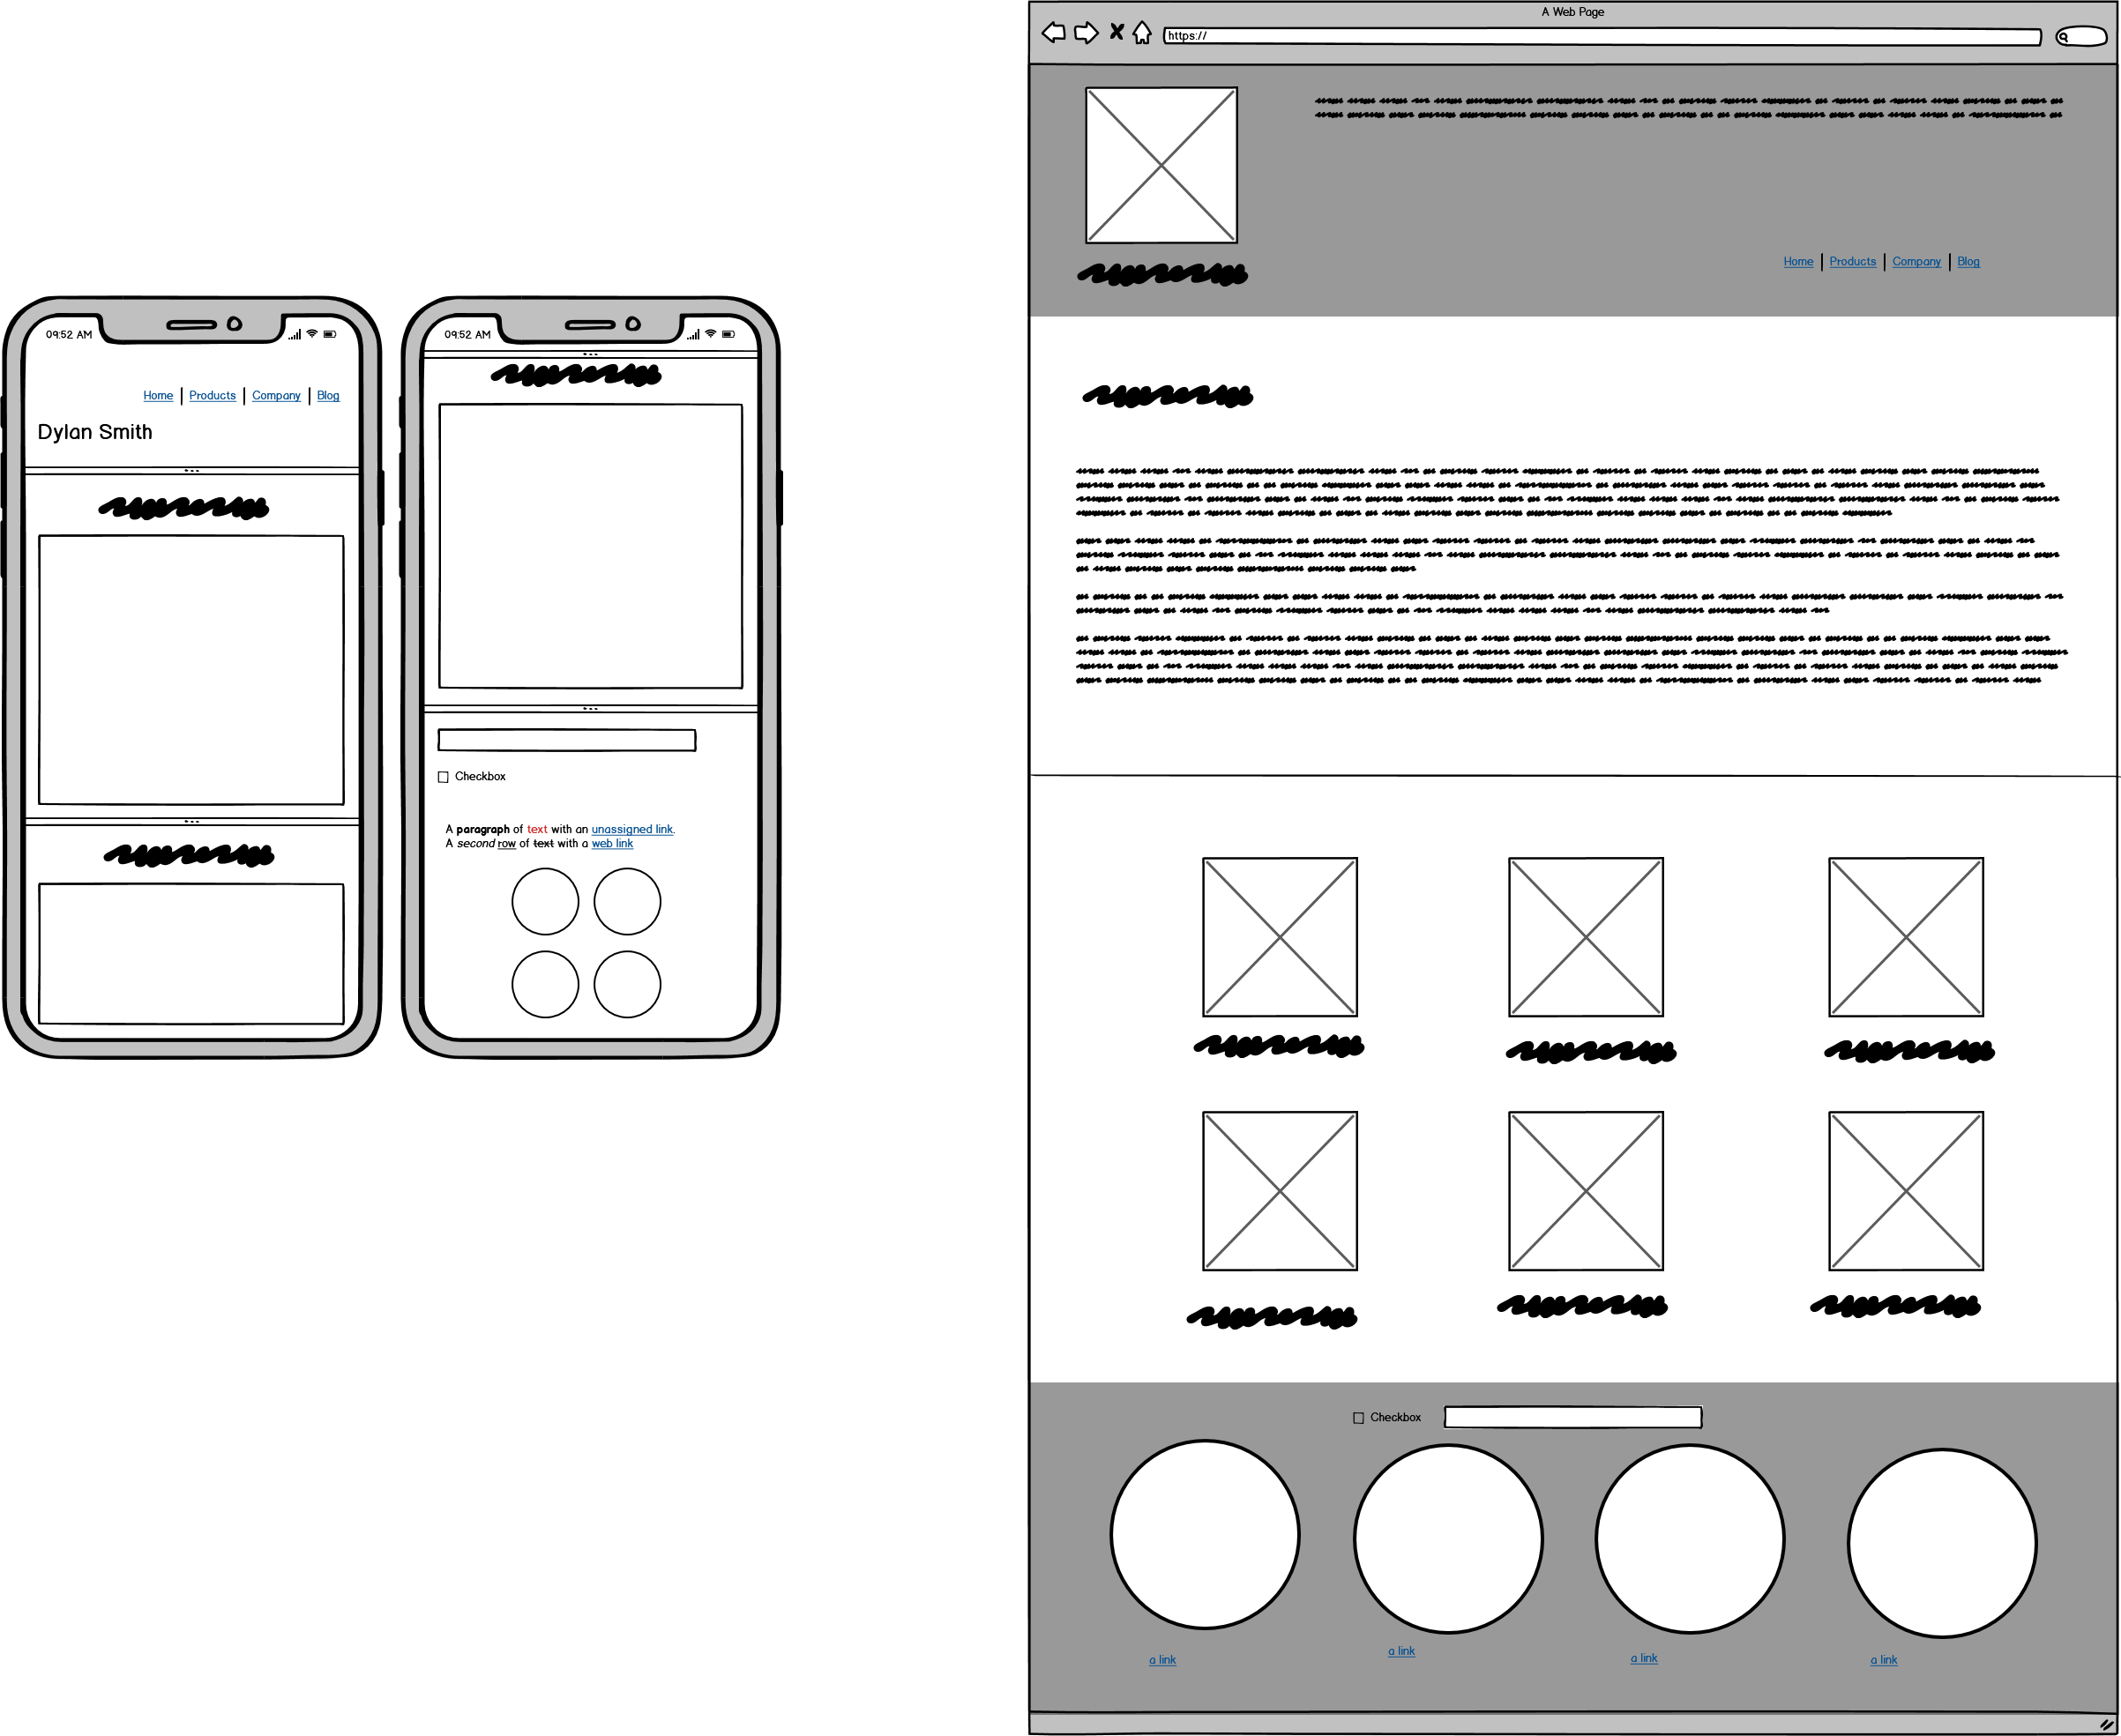 09:52 AM
Home Products Company Blog
Dylan Smith
09:52 AM
Checkbox
A paragraph of text with an unassigned link.
A second row of text with a web link
A Web Page
https://
Home Products Company Blog
Checkbox
a link
a link
a link
a link